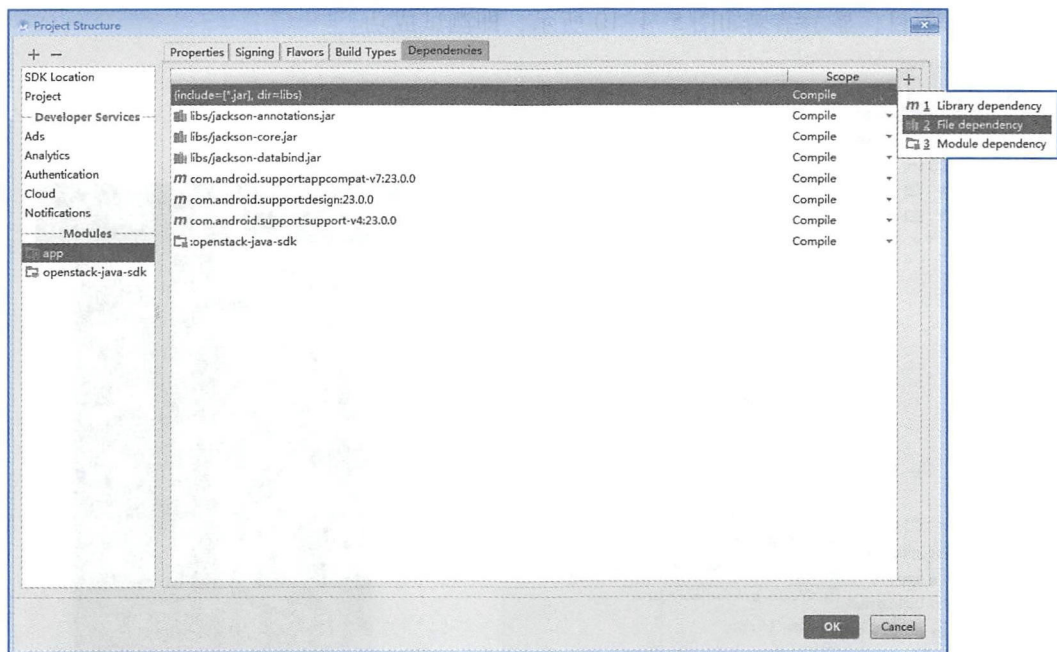 Project Structure
+ −
SDK Location
Project
Developer Services
Ads
Analytics
Authentication
Cloud
Notifications
Modules
app
openstack-java-sdk
Properties Signing Flavors Build Types Dependencies
Scope
{include=[*.jar], dir=libs} Compile
libs/jackson-annotations.jar Compile
libs/jackson-core.jar Compile
libs/jackson-databind.jar Compile
m com.android.support:appcompat-v7:23.0.0 Compile
m com.android.support:design:23.0.0 Compile
m com.android.support:support-v4:23.0.0 Compile
:openstack-java-sdk Compile
+
m 1 Library dependency
2 File dependency
3 Module dependency
OK Cancel